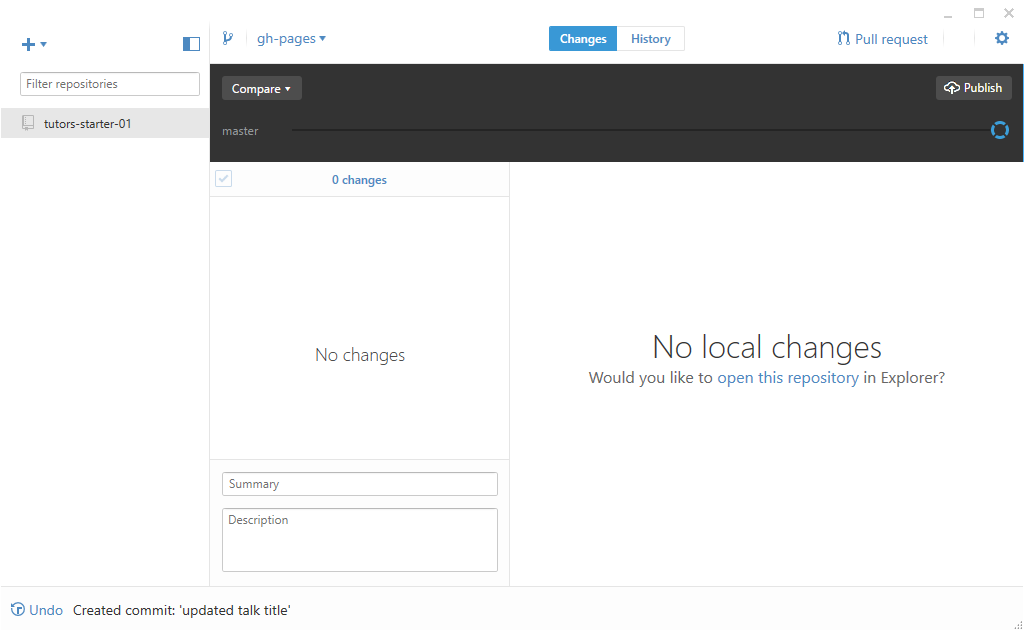 gh-pages
Changes
History
Pull request
Filter repositories
tutors-starter-01
Compare
Publish
master
0 changes
No changes
No local changes
Would you like to open this repository in Explorer?
Summary
Description
Undo Created commit: 'updated talk title'